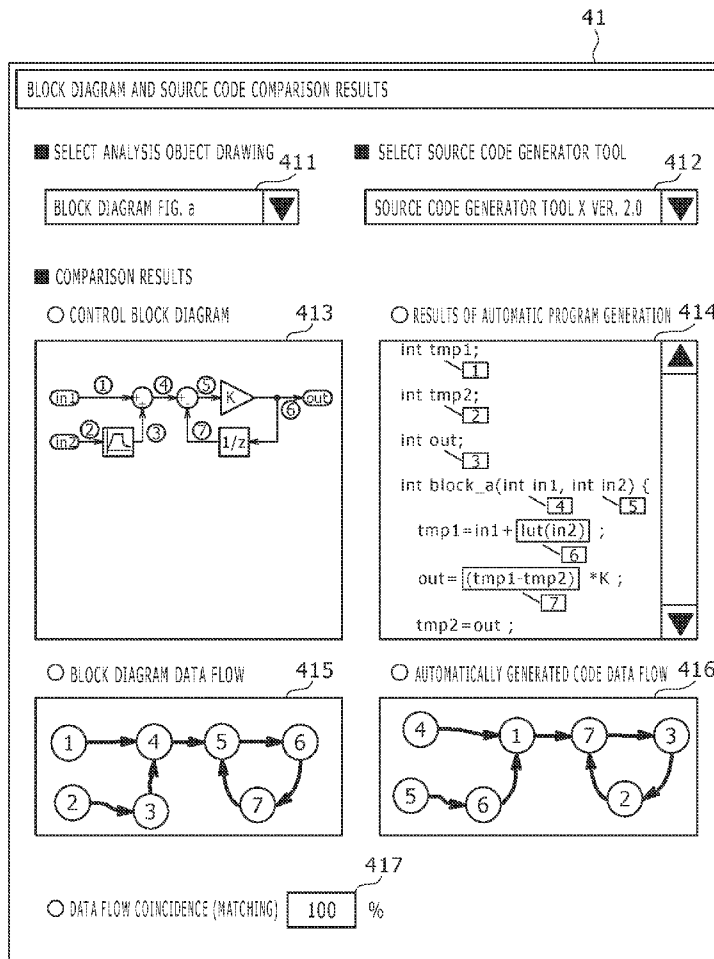 41
BLOCK DIAGRAM AND SOURCE CODE COMPARISON RESULTS
SELECT ANALYSIS OBJECT DRAWING
411
BLOCK DIAGRAM FIG. a
SELECT SOURCE CODE GENERATOR TOOL
412
SOURCE CODE GENERATOR TOOL X VER. 2.0
COMPARISON RESULTS
CONTROL BLOCK DIAGRAM
413
in1 ① ④ ⑤ K ⑥ out
in2 ② ③ ⑦ 1/z
RESULTS OF AUTOMATIC PROGRAM GENERATION
414
int tmp1;
1
int tmp2;
2
int out;
3
int block_a(int in1, int in2) {
4 5
tmp1=in1+ lut(in2) ;
6
out= (tmp1-tmp2) *K ;
7
tmp2=out ;
BLOCK DIAGRAM DATA FLOW
415
1 4 5 6
2 3 7
AUTOMATICALLY GENERATED CODE DATA FLOW
416
4 1 7 3
5 6 2
417
DATA FLOW COINCIDENCE (MATCHING) 100 %